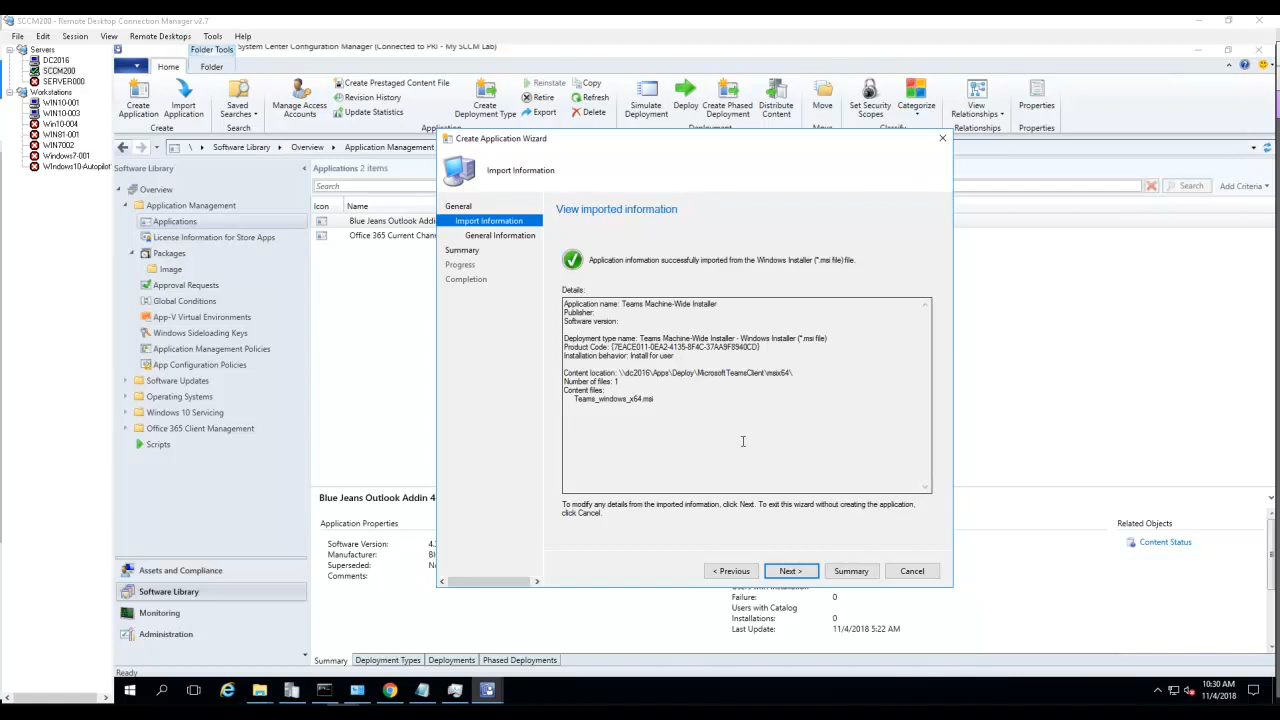 SCCM200 - Remote Desktop Connection Manager v2.7
File Edit Session View Remote Desktops Tools Help
Servers
DC2016
SCCM200
SERVER000
Workstations
WIN10-001
WIN10-003
Win10-004
WIN81-001
WIN7002
Windows7-001
Windows10-Autopilot
Folder Tools
System Center Configuration Manager (Connected to PRI - My SCCM Lab)
Home Folder
Create Application
Import Application
Create
Saved Searches
Search
Manage Access Accounts
Create Prestaged Content File
Revision History
Update Statistics
Create Deployment Type
Reinstate
Retire
Export
Copy
Refresh
Delete
Simulate Deployment
Deploy
Create Phased Deployment
Distribute Content
Move
Set Security Scopes
Categorize
View Relationships
Relationships
Properties
Properties
\ Software Library Overview Application Management
Software Library
Overview
Application Management
Applications
License Information for Store Apps
Packages
Image
Approval Requests
Global Conditions
App-V Virtual Environments
Windows Sideloading Keys
Application Management Policies
App Configuration Policies
Software Updates
Operating Systems
Windows 10 Servicing
Office 365 Client Management
Scripts
Assets and Compliance
Software Library
Monitoring
Administration
Ready
Applications 2 items
Search
Search
Add Criteria
Icon Name
Blue Jeans Outlook Addi
Office 365 Current Chan
Create Application Wizard
Import Information
General
Import Information
General Information
Summary
Progress
Completion
View imported information
Application information successfully imported from the Windows Installer (*.msi file) file.
Details:
Application name: Teams Machine-Wide Installer
Publisher:
Software version:
Deployment type name: Teams Machine-Wide Installer - Windows Installer (*.msi file)
Product Code: {7EACE011-0EA2-4135-8F4C-37AA9F8940CD}
Installation behavior: Install for user
Content location: \\dc2016\Apps\Deploy\MicrosoftTeamsClient\msix64\
Number of files: 1
Content files:
Teams_windows_x64.msi
To modify any details from the imported information, click Next. To exit this wizard without creating the application,
click Cancel.
< Previous Next > Summary Cancel
Blue Jeans Outlook Addin 4
Application Properties
Software Version: 4.
Manufacturer:
Superseded:
Comments:
Failure: 0
Users with Catalog
Installations: 0
Last Update: 11/4/2018 5:22 AM
Related Objects
Content Status
Summary Deployment Types Deployments Phased Deployments
10:30 AM
11/4/2018